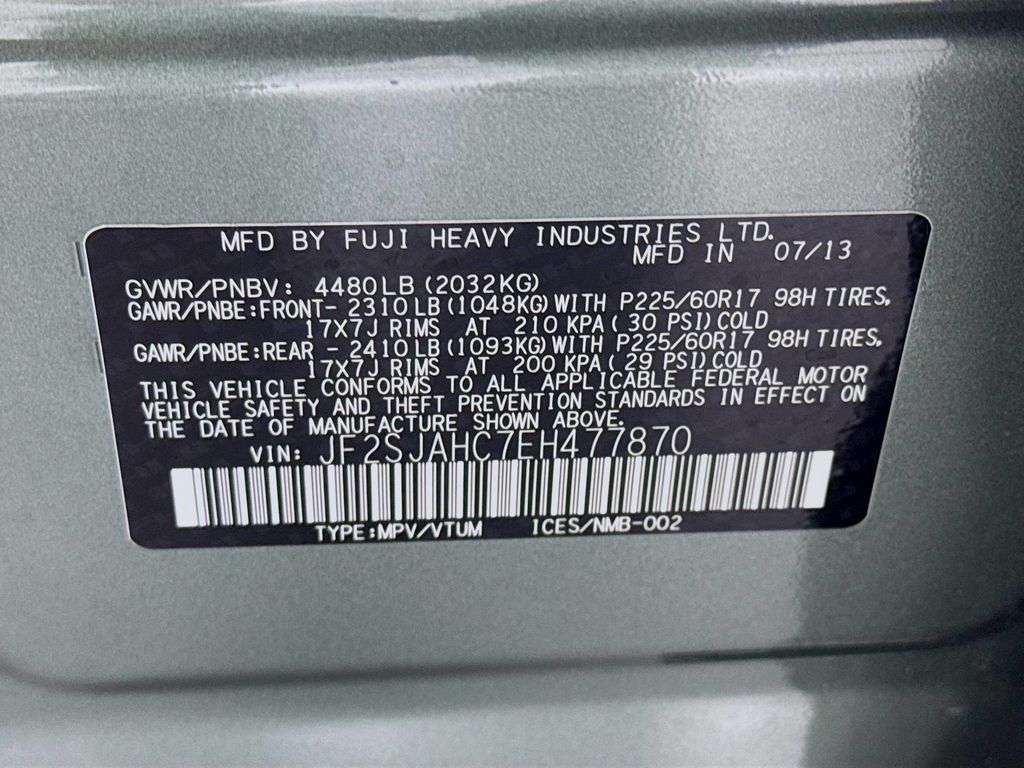 MFD BY FUJI HEAVY INDUSTRIES LTD.
MFD IN 07/13
GVWR/PNBV: 4480LB(2032KG)
GAWR/PNBE:FRONT- 2310LB(1048KG)WITH P225/60R17 98H TIRES,
17X7J RIMS AT 210 KPA(30 PSI)COLD
GAWR/PNBE:REAR - 2410LB(1093KG)WITH P225/60R17 98H TIRES,
17X7J RIMS AT 200 KPA(29 PSI)COLD
THIS VEHICLE CONFORMS TO ALL APPLICABLE FEDERAL MOTOR
VEHICLE SAFETY AND THEFT PREVENTION STANDARDS IN EFFECT ON
THE DATE OF MANUFACTURE SHOWN ABOVE.
VIN: JF2SJAHC7EH477870
TYPE:MPV/VTUM ICES/NMB-002